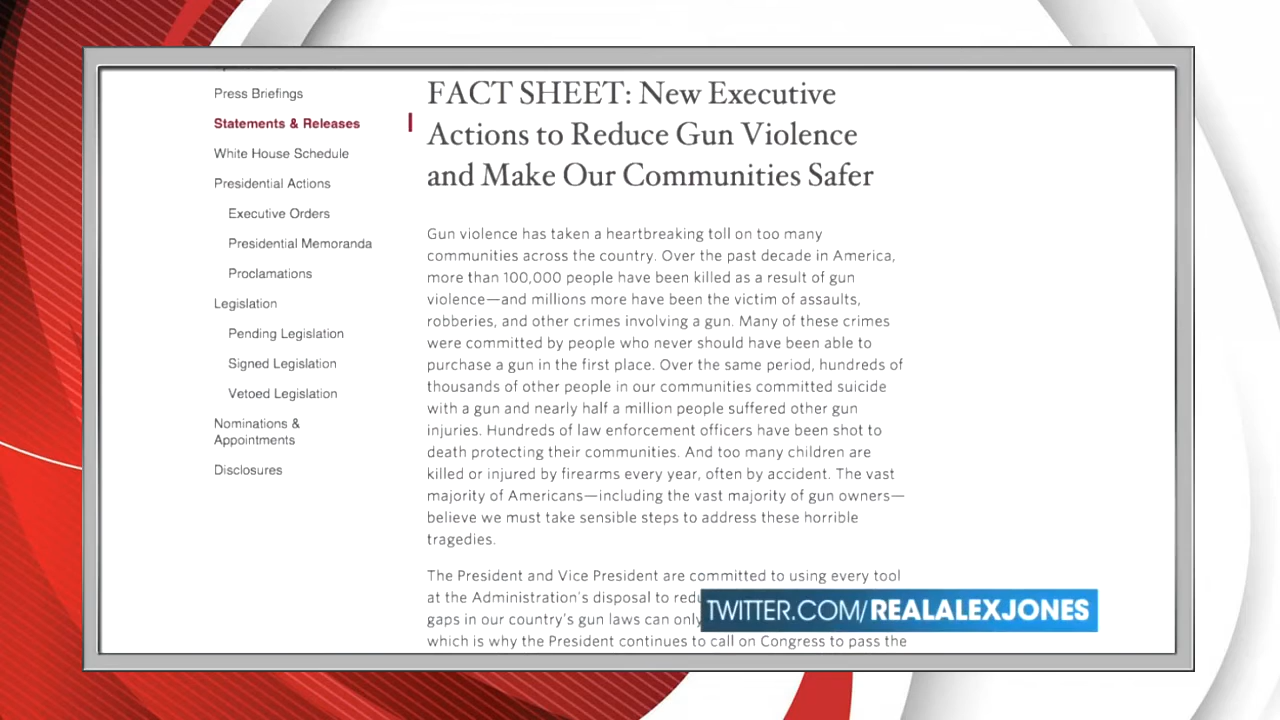 Press Briefings
Statements & Releases
White House Schedule
Presidential Actions
Executive Orders
Presidential Memoranda
Proclamations
Legislation
Pending Legislation
Signed Legislation
Vetoed Legislation
Nominations &
Appointments
Disclosures
FACT SHEET: New Executive
Actions to Reduce Gun Violence
and Make Our Communities Safer
Gun violence has taken a heartbreaking toll on too many
communities across the country. Over the past decade in America,
more than 100,000 people have been killed as a result of gun
violence—and millions more have been the victim of assaults,
robberies, and other crimes involving a gun. Many of these crimes
were committed by people who never should have been able to
purchase a gun in the first place. Over the same period, hundreds of
thousands of other people in our communities committed suicide
with a gun and nearly half a million people suffered other gun
injuries. Hundreds of law enforcement officers have been shot to
death protecting their communities. And too many children are
killed or injured by firearms every year, often by accident. The vast
majority of Americans—including the vast majority of gun owners—
believe we must take sensible steps to address these horrible
tragedies.
The President and Vice President are committed to using every tool
at the Administration's disposal to
gaps in our country's gun laws can only
which is why the President continues to call on Congress to pass the
TWITTER.COM/REALALEXJONES